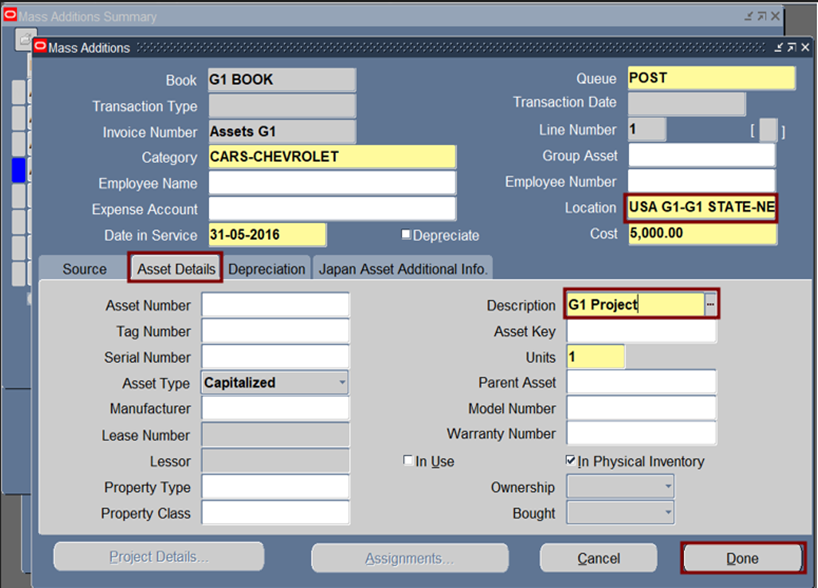 Mass Additions Summary
Mass Additions
Book G1 BOOK Queue POST
Transaction Type Transaction Date
Invoice Number Assets G1 Line Number 1 [ ]
Category CARS-CHEVROLET Group Asset
Employee Name Employee Number
Expense Account Location USA G1-G1 STATE-NE
Date in Service 31-05-2016 Depreciate Cost 5,000.00
Source Asset Details Depreciation Japan Asset Additional Info.
Asset Number Description G1 Project
Tag Number Asset Key
Serial Number Units 1
Asset Type Capitalized Parent Asset
Manufacturer Model Number
Lease Number Warranty Number
Lessor In Use In Physical Inventory
Property Type Ownership
Property Class Bought
Project Details... Assignments... Cancel Done